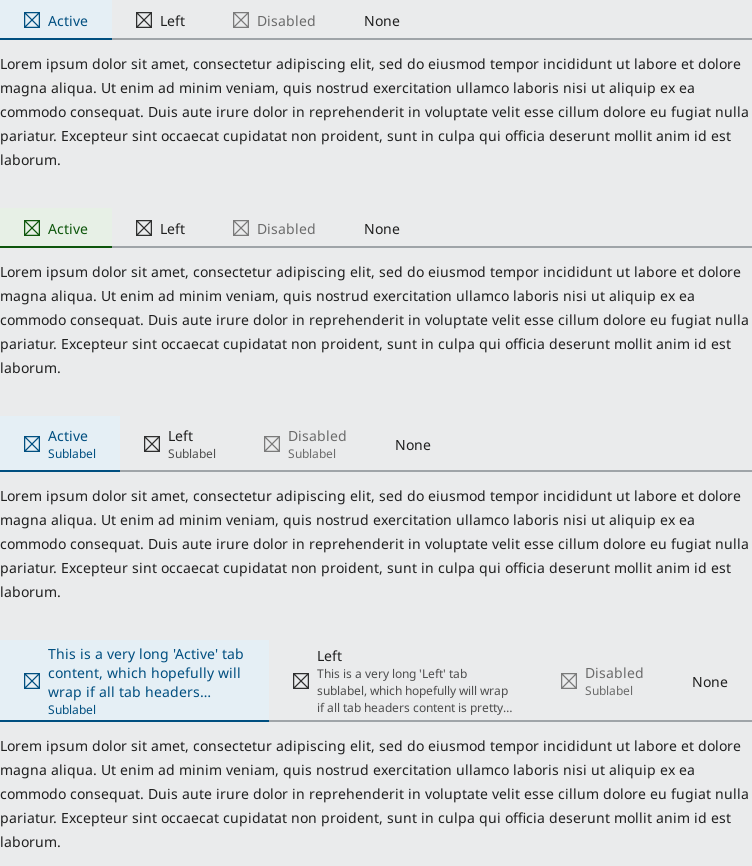 Active Left Disabled None
Lorem ipsum dolor sit amet, consectetur adipiscing elit, sed do eiusmod tempor incididunt ut labore et dolore
magna aliqua. Ut enim ad minim veniam, quis nostrud exercitation ullamco laboris nisi ut aliquip ex ea
commodo consequat. Duis aute irure dolor in reprehenderit in voluptate velit esse cillum dolore eu fugiat nulla
pariatur. Excepteur sint occaecat cupidatat non proident, sunt in culpa qui officia deserunt mollit anim id est
laborum.
Active Left Disabled None
Lorem ipsum dolor sit amet, consectetur adipiscing elit, sed do eiusmod tempor incididunt ut labore et dolore
magna aliqua. Ut enim ad minim veniam, quis nostrud exercitation ullamco laboris nisi ut aliquip ex ea
commodo consequat. Duis aute irure dolor in reprehenderit in voluptate velit esse cillum dolore eu fugiat nulla
pariatur. Excepteur sint occaecat cupidatat non proident, sunt in culpa qui officia deserunt mollit anim id est
laborum.
Active
Sublabel
Left
Sublabel
Disabled
Sublabel
None
Lorem ipsum dolor sit amet, consectetur adipiscing elit, sed do eiusmod tempor incididunt ut labore et dolore
magna aliqua. Ut enim ad minim veniam, quis nostrud exercitation ullamco laboris nisi ut aliquip ex ea
commodo consequat. Duis aute irure dolor in reprehenderit in voluptate velit esse cillum dolore eu fugiat nulla
pariatur. Excepteur sint occaecat cupidatat non proident, sunt in culpa qui officia deserunt mollit anim id est
laborum.
This is a very long 'Active' tab
content, which hopefully will
wrap if all tab headers...
Sublabel
Left
This is a very long 'Left' tab
sublabel, which hopefully will wrap
if all tab headers content is pretty...
Disabled
Sublabel
None
Lorem ipsum dolor sit amet, consectetur adipiscing elit, sed do eiusmod tempor incididunt ut labore et dolore
magna aliqua. Ut enim ad minim veniam, quis nostrud exercitation ullamco laboris nisi ut aliquip ex ea
commodo consequat. Duis aute irure dolor in reprehenderit in voluptate velit esse cillum dolore eu fugiat nulla
pariatur. Excepteur sint occaecat cupidatat non proident, sunt in culpa qui officia deserunt mollit anim id est
laborum.